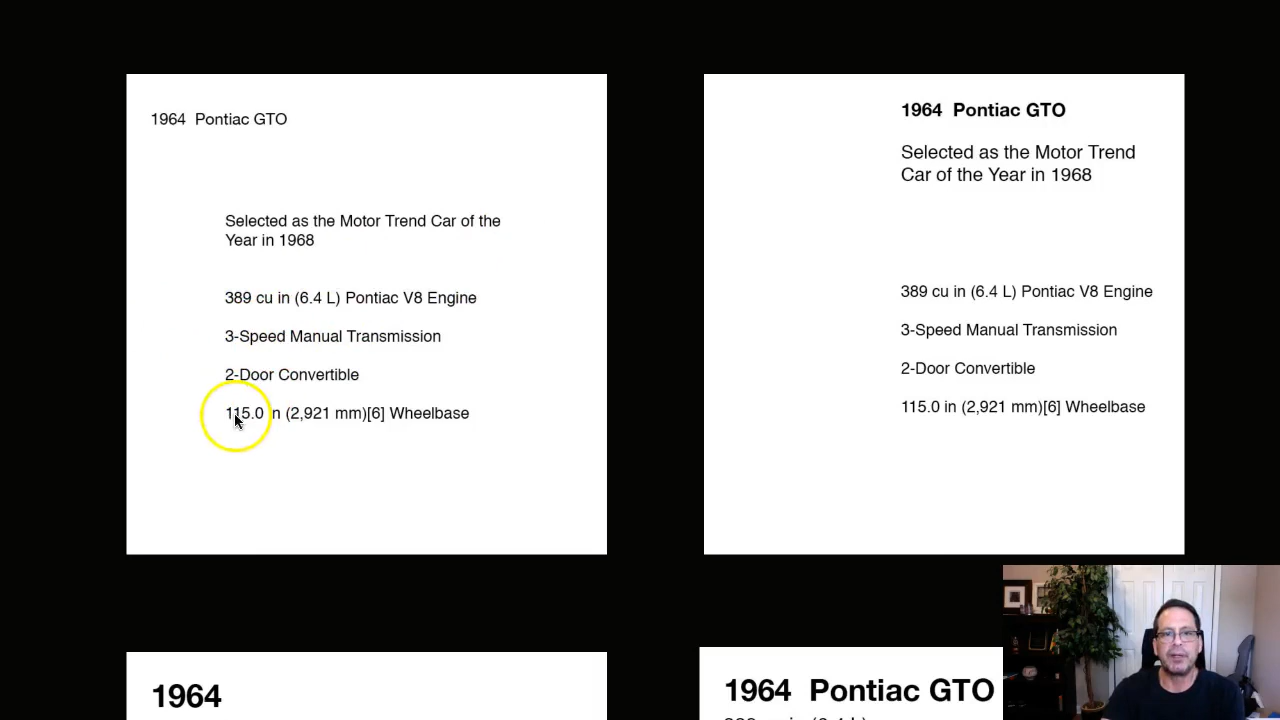 1964 Pontiac GTO
Selected as the Motor Trend Car of the
Year in 1968
389 cu in (6.4 L) Pontiac V8 Engine
3-Speed Manual Transmission
2-Door Convertible
115.0 in (2,921 mm)[6] Wheelbase
1964 Pontiac GTO
Selected as the Motor Trend
Car of the Year in 1968
389 cu in (6.4 L) Pontiac V8 Engine
3-Speed Manual Transmission
2-Door Convertible
115.0 in (2,921 mm)[6] Wheelbase
1964
1964 Pontiac GTO